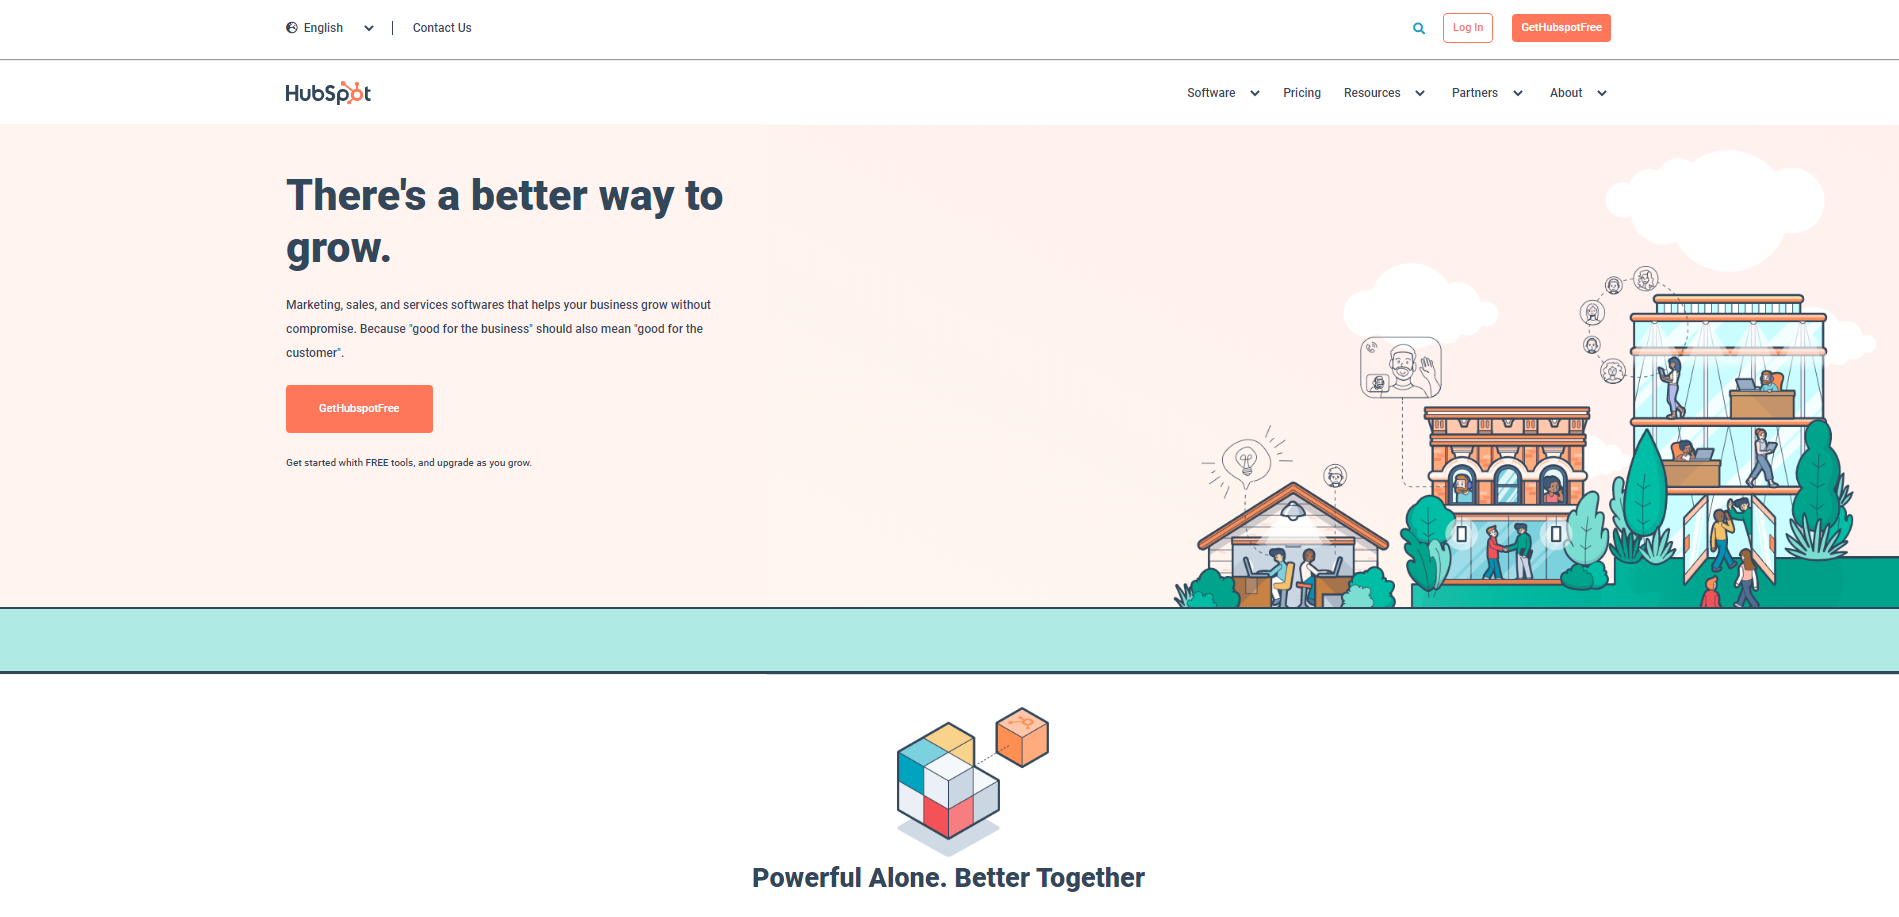 English
Contact Us
Log In
GetHubspotFree
HubSpot
Software
Pricing
Resources
Partners
About
There's a better way to
grow.
Marketing, sales, and services softwares that helps your business grow without
compromise. Because "good for the business" should also mean "good for the
customer".
GetHubspotFree
Get started whith FREE tools, and upgrade as you grow.
Powerful Alone. Better Together